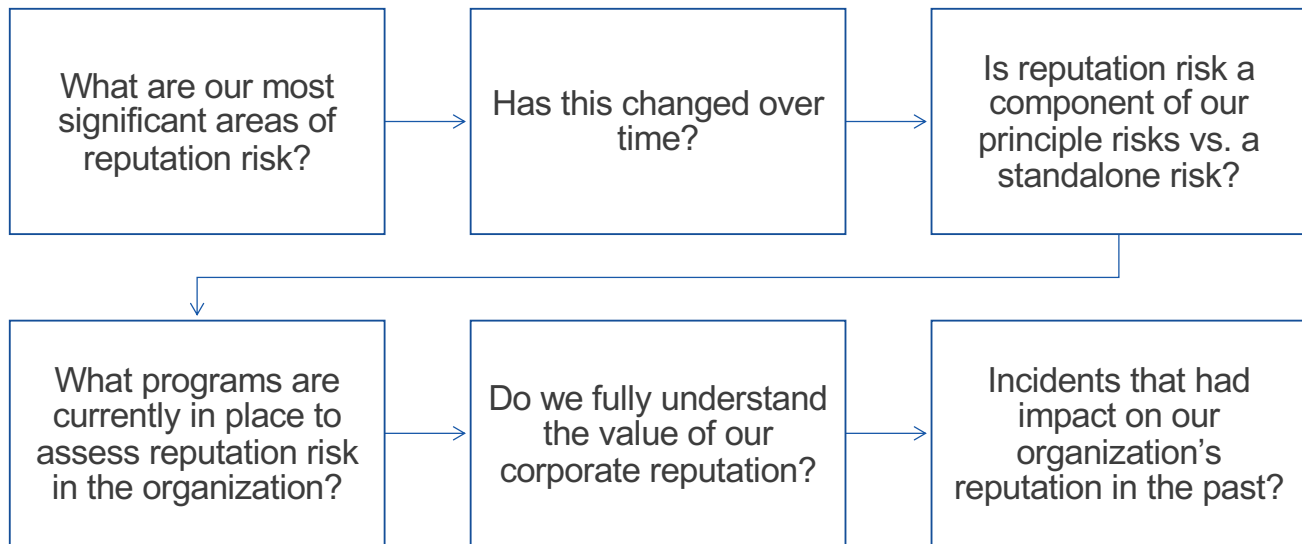 What are our most
significant areas of
reputation risk?
Has this changed over
time?
Is reputation risk a
component of our
principle risks vs. a
standalone risk?
What programs are
currently in place to
assess reputation risk
in the organization?
Do we fully understand
the value of our
corporate reputation?
Incidents that had
impact on our
organization’s
reputation in the past?